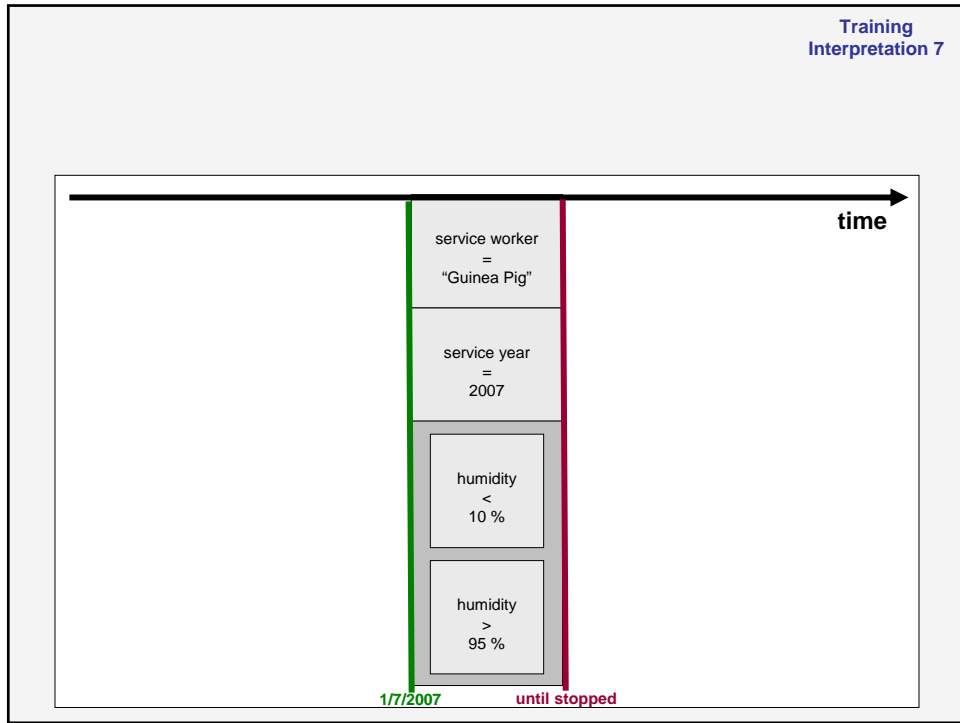 Training
Interpretation 7
time
service worker
=
“Guinea Pig”
service year
=
2007
humidity
<
10 %
humidity
>
95 %
1/7/2007
until stopped